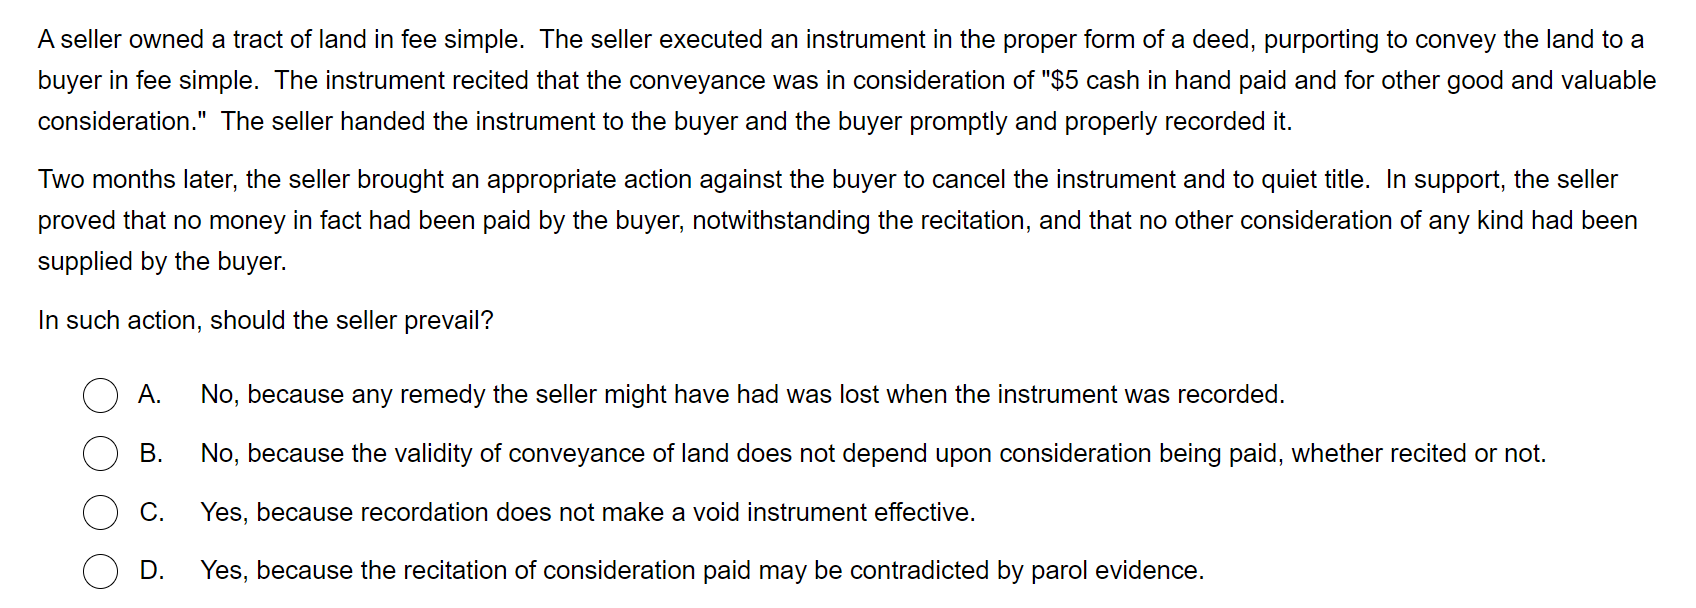 A seller owned a tract of land in fee simple.  The seller executed an instrument in the proper form of a deed, purporting to convey the land to a
buyer in fee simple.  The instrument recited that the conveyance was in consideration of "$5 cash in hand paid and for other good and valuable
consideration."  The seller handed the instrument to the buyer and the buyer promptly and properly recorded it.
Two months later, the seller brought an appropriate action against the buyer to cancel the instrument and to quiet title.  In support, the seller
proved that no money in fact had been paid by the buyer, notwithstanding the recitation, and that no other consideration of any kind had been
supplied by the buyer.
In such action, should the seller prevail?
A. No, because any remedy the seller might have had was lost when the instrument was recorded.
B. No, because the validity of conveyance of land does not depend upon consideration being paid, whether recited or not.
C. Yes, because recordation does not make a void instrument effective.
D. Yes, because the recitation of consideration paid may be contradicted by parol evidence.